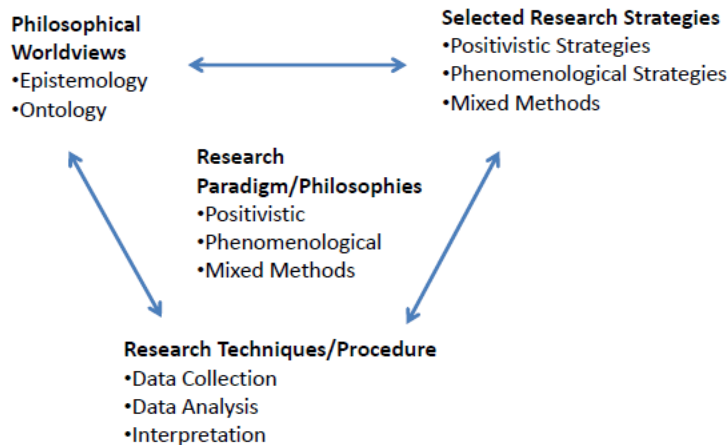 Philosophical
Worldviews
•Epistemology
•Ontology
Selected Research Strategies
•Positivistic Strategies
•Phenomenological Strategies
•Mixed Methods
Research
Paradigm/Philosophies
•Positivistic
•Phenomenological
•Mixed Methods
Research Techniques/Procedure
•Data Collection
•Data Analysis
•Interpretation